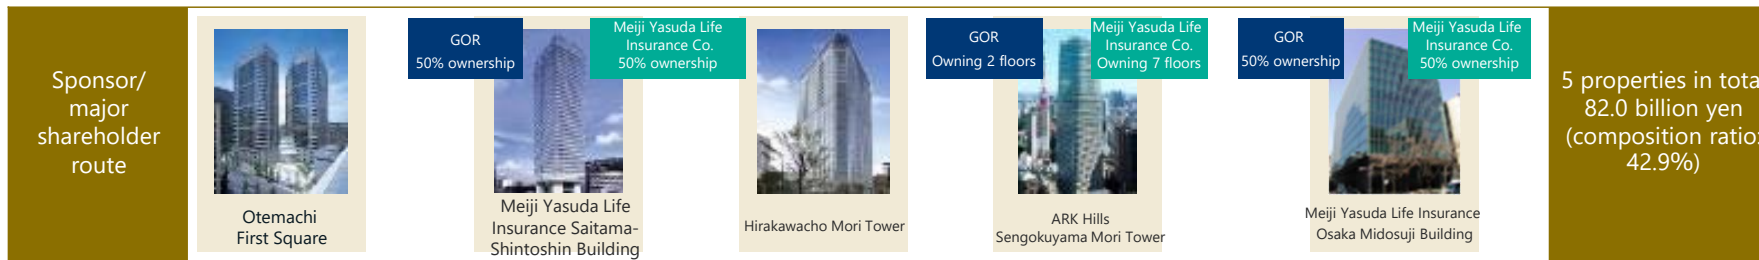 Sponsor/
major
shareholder
route
Otemachi
First Square
GOR
50% ownership
Meiji Yasuda Life
Insurance Co.
50% ownership
Meiji Yasuda Life
Insurance Saitama-
Shintoshin Building
Hirakawacho Mori Tower
GOR
Owning 2 floors
Meiji Yasuda Life
Insurance Co.
Owning 7 floors
ARK Hills
Sengokuyama Mori Tower
GOR
50% ownership
Meiji Yasuda Life
Insurance Co.
50% ownership
Meiji Yasuda Life Insurance
Osaka Midosuji Building
5 properties in total
82.0 billion yen
(composition ratio:
42.9%)